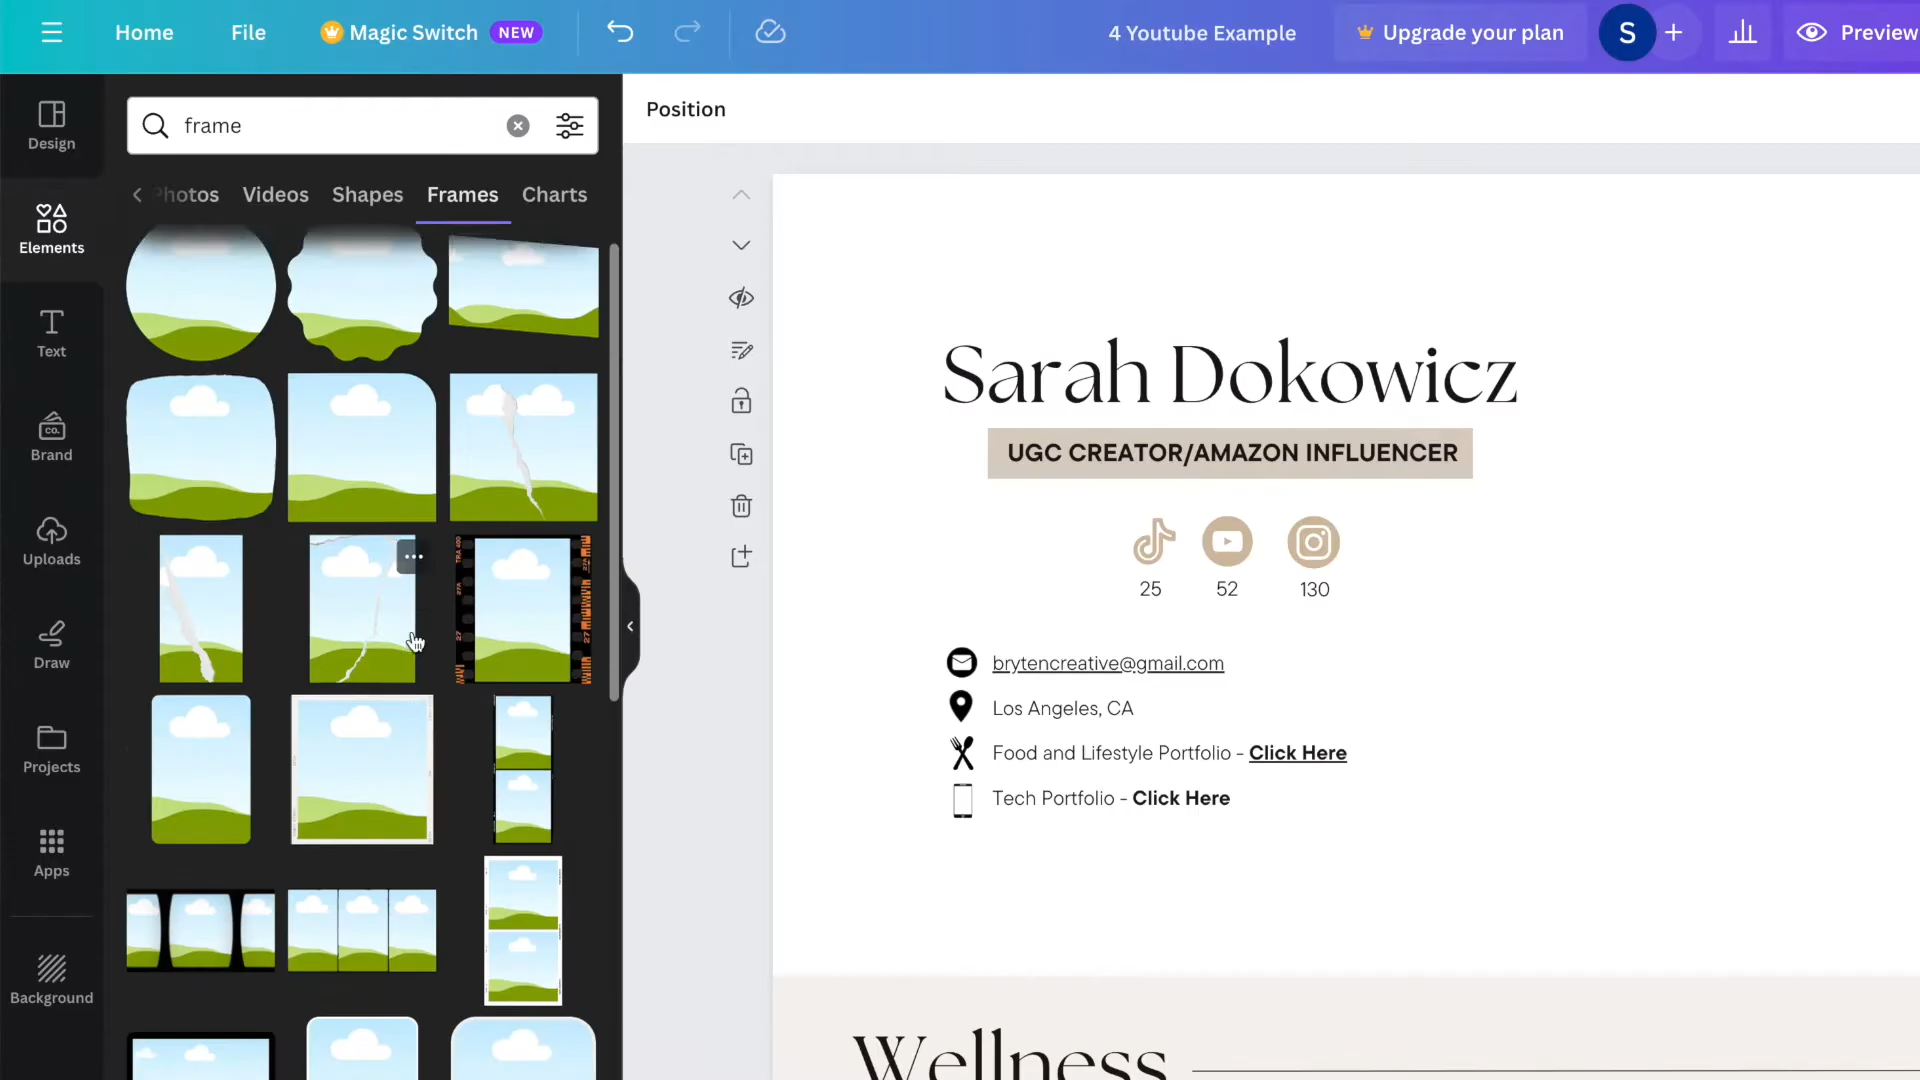 Home
File
Magic Switch
NEW
4 Youtube Example
Upgrade your plan
S
Preview
Design
Elements
Text
Brand
Uploads
Draw
Projects
Apps
Background
frame
Photos
Videos
Shapes
Frames
Charts
Position
Sarah Dokowicz
UGC CREATOR/AMAZON INFLUENCER
25
52
130
brytencreative@gmail.com
Los Angeles, CA
Food and Lifestyle Portfolio - Click Here
Tech Portfolio - Click Here
Wellness